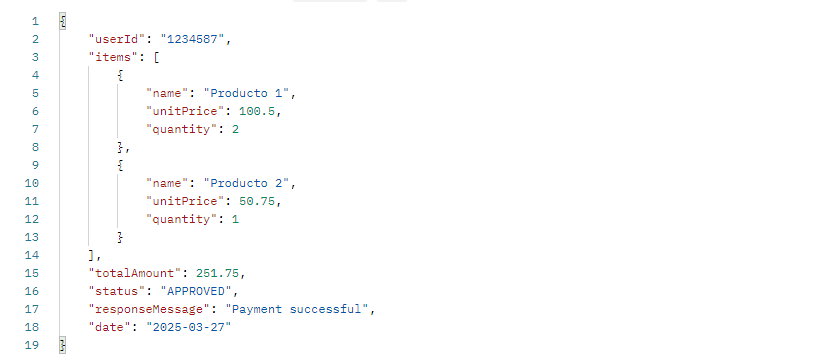 1 {
2 "userId": "1234587",
3 "items": [
4 {
5 "name": "Producto 1",
6 "unitPrice": 100.5,
7 "quantity": 2
8 },
9 {
10 "name": "Producto 2",
11 "unitPrice": 50.75,
12 "quantity": 1
13 }
14 ],
15 "totalAmount": 251.75,
16 "status": "APPROVED",
17 "responseMessage": "Payment successful",
18 "date": "2025-03-27"
19 }